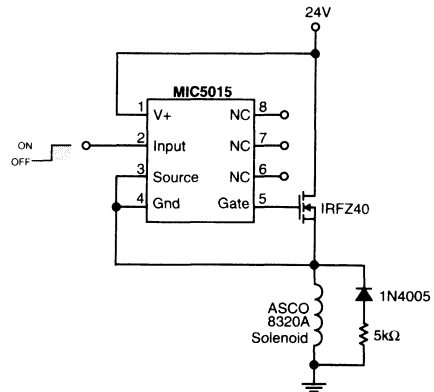 24V
MIC5015
1 V+ NC 8
ON
OFF
2 Input NC 7
3 Source NC 6
4 Gnd Gate 5
IRFZ40
ASCO
8320A
Solenoid
1N4005
5kΩ